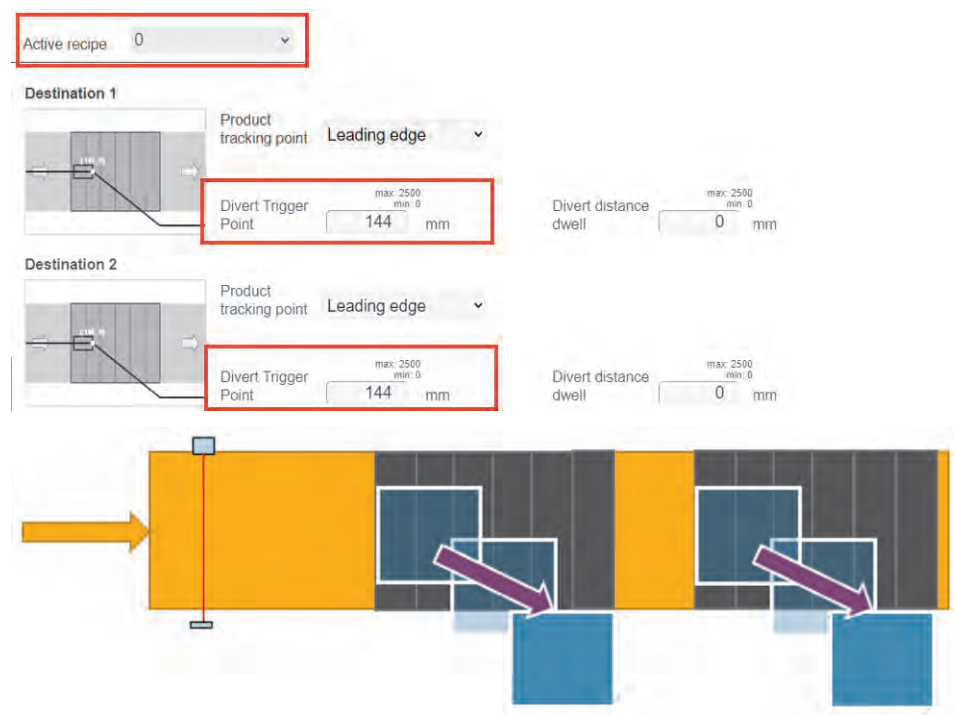 Active recipe 0
Destination 1
Product
tracking point Leading edge
max: 2500
min: 0
Divert Trigger
Point 144 mm
max: 2500
min: 0
Divert distance
dwell 0 mm
Destination 2
Product
tracking point Leading edge
max: 2500
min: 0
Divert Trigger
Point 144 mm
max: 2500
min: 0
Divert distance
dwell 0 mm